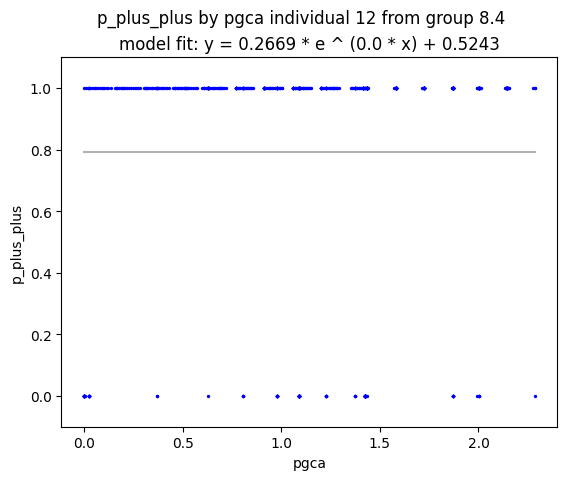 p_plus_plus by pgca individual 12 from group 8.4
model fit: y = 0.2669 * e ^ (0.0 * x) + 0.5243
1.0
0.8
0.6
0.4
0.2
0.0
p_plus_plus
0.0 0.5 1.0 1.5 2.0
pgca